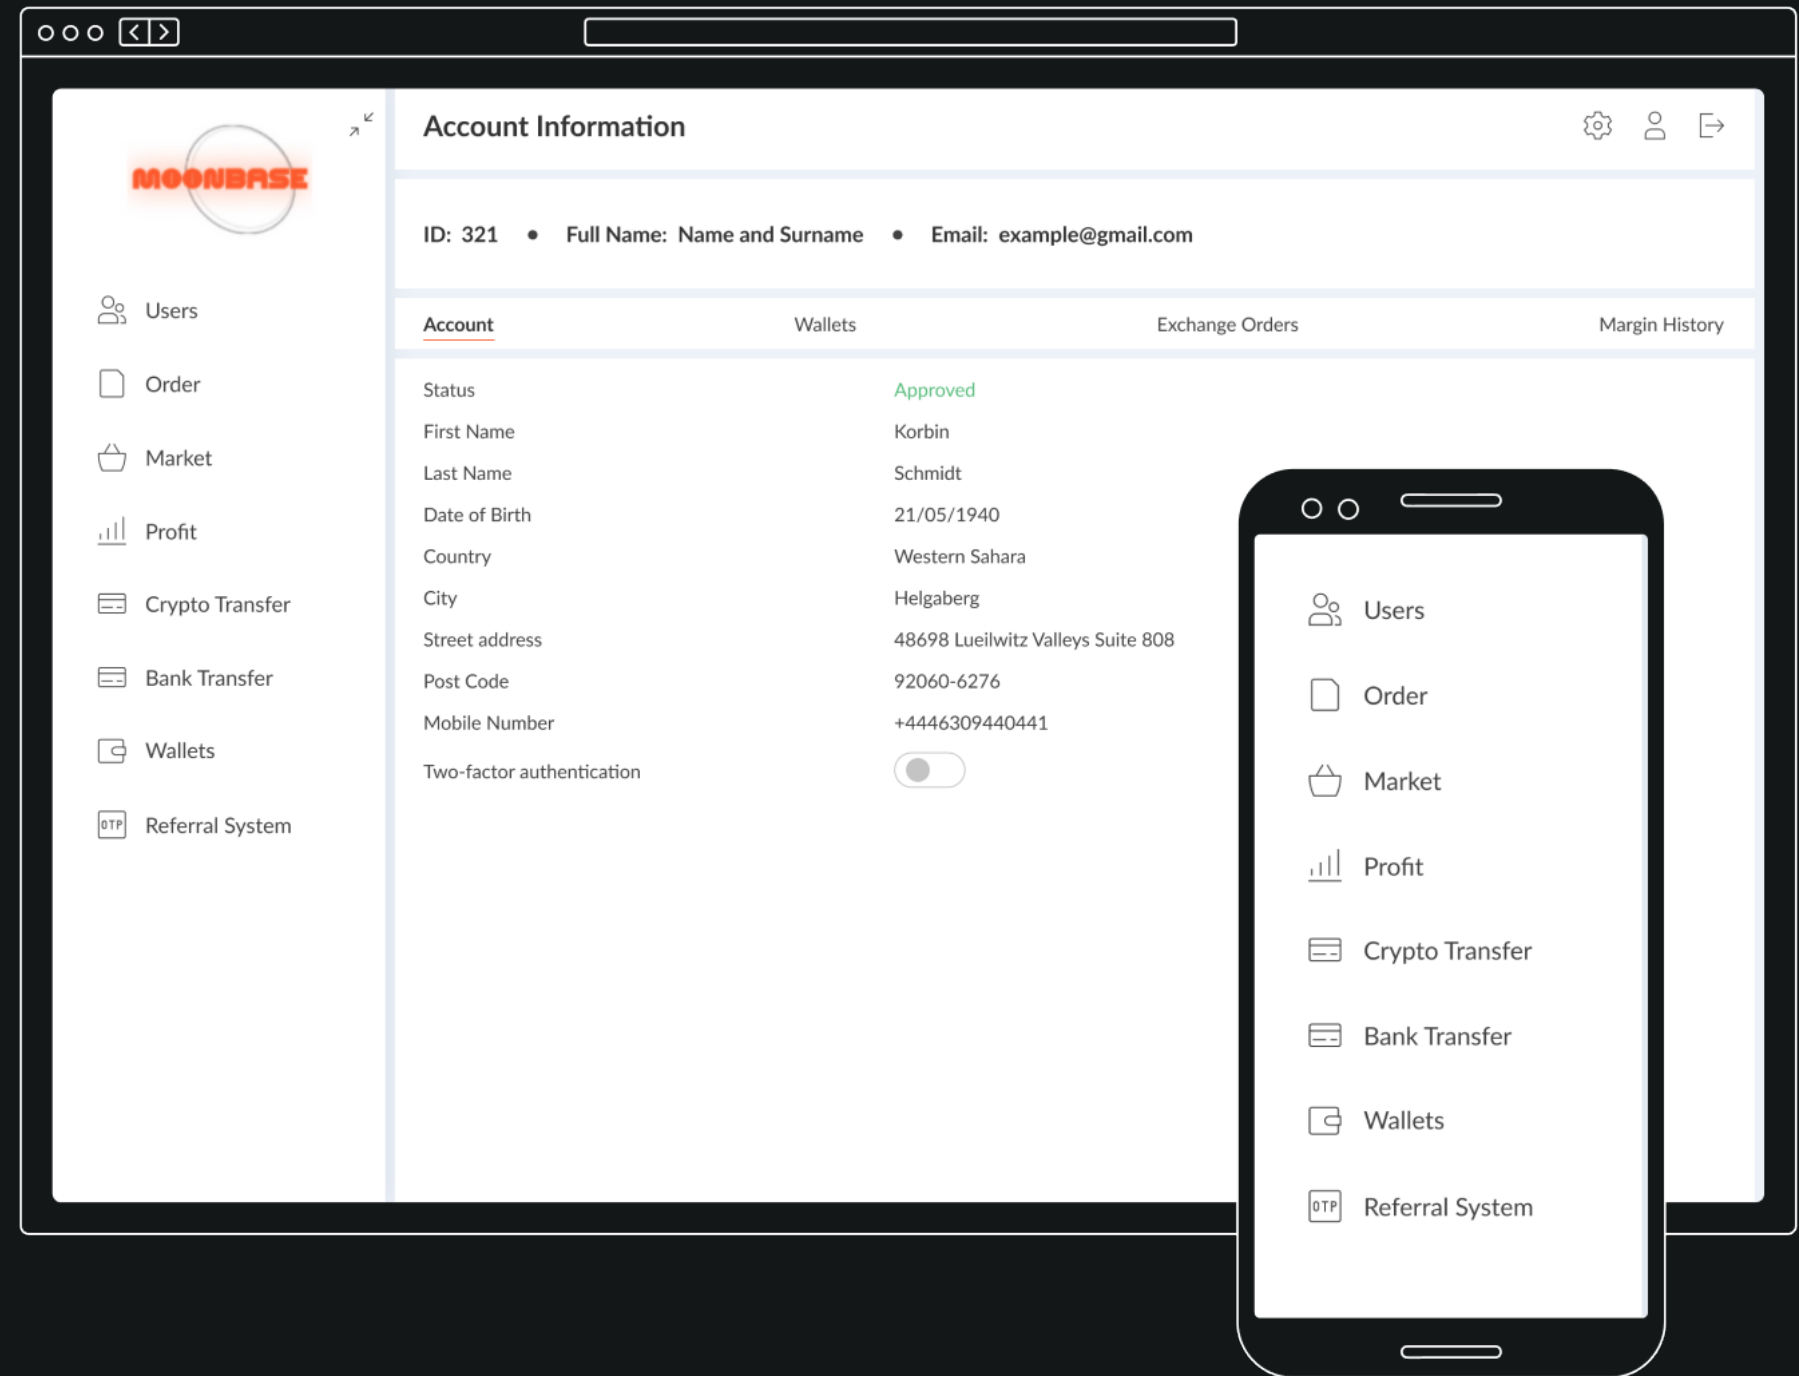 MOONBASE
Users
Order
Market
Profit
Crypto Transfer
Bank Transfer
Wallets
OTP Referral System
Account Information
ID: 321 • Full Name: Name and Surname • Email: example@gmail.com
Account Wallets Exchange Orders Margin History
Status Approved
First Name Korbin
Last Name Schmidt
Date of Birth 21/05/1940
Country Western Sahara
City Helgaberg
Street address 48698 Lueilwitz Valleys Suite 808
Post Code 92060-6276
Mobile Number +4446309440441
Two-factor authentication
Users
Order
Market
Profit
Crypto Transfer
Bank Transfer
Wallets
OTP Referral System